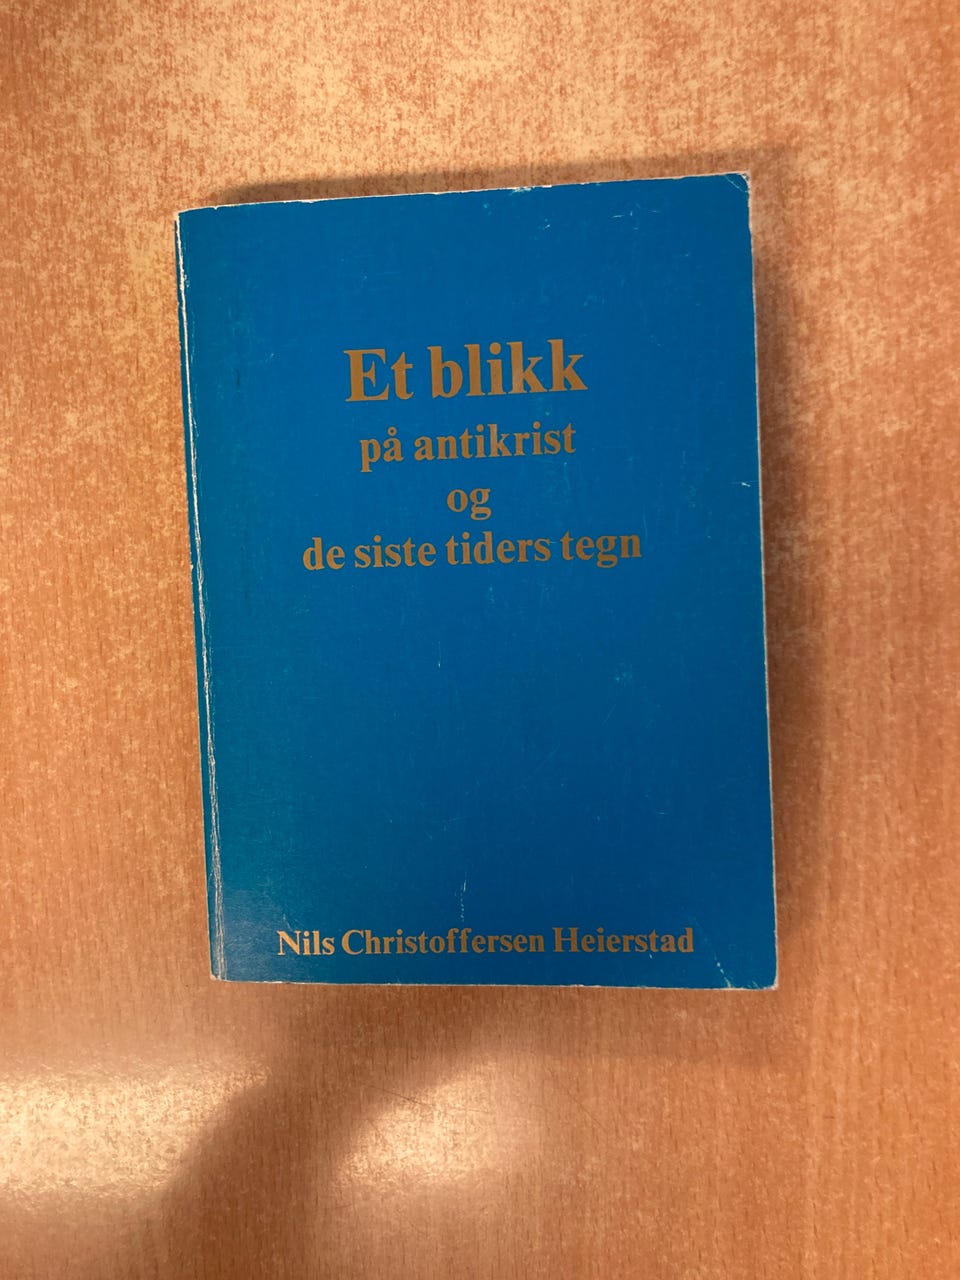 Et blikk
på antikrist
og
de siste tiders tegn
Nils Christoffersen Heierstad